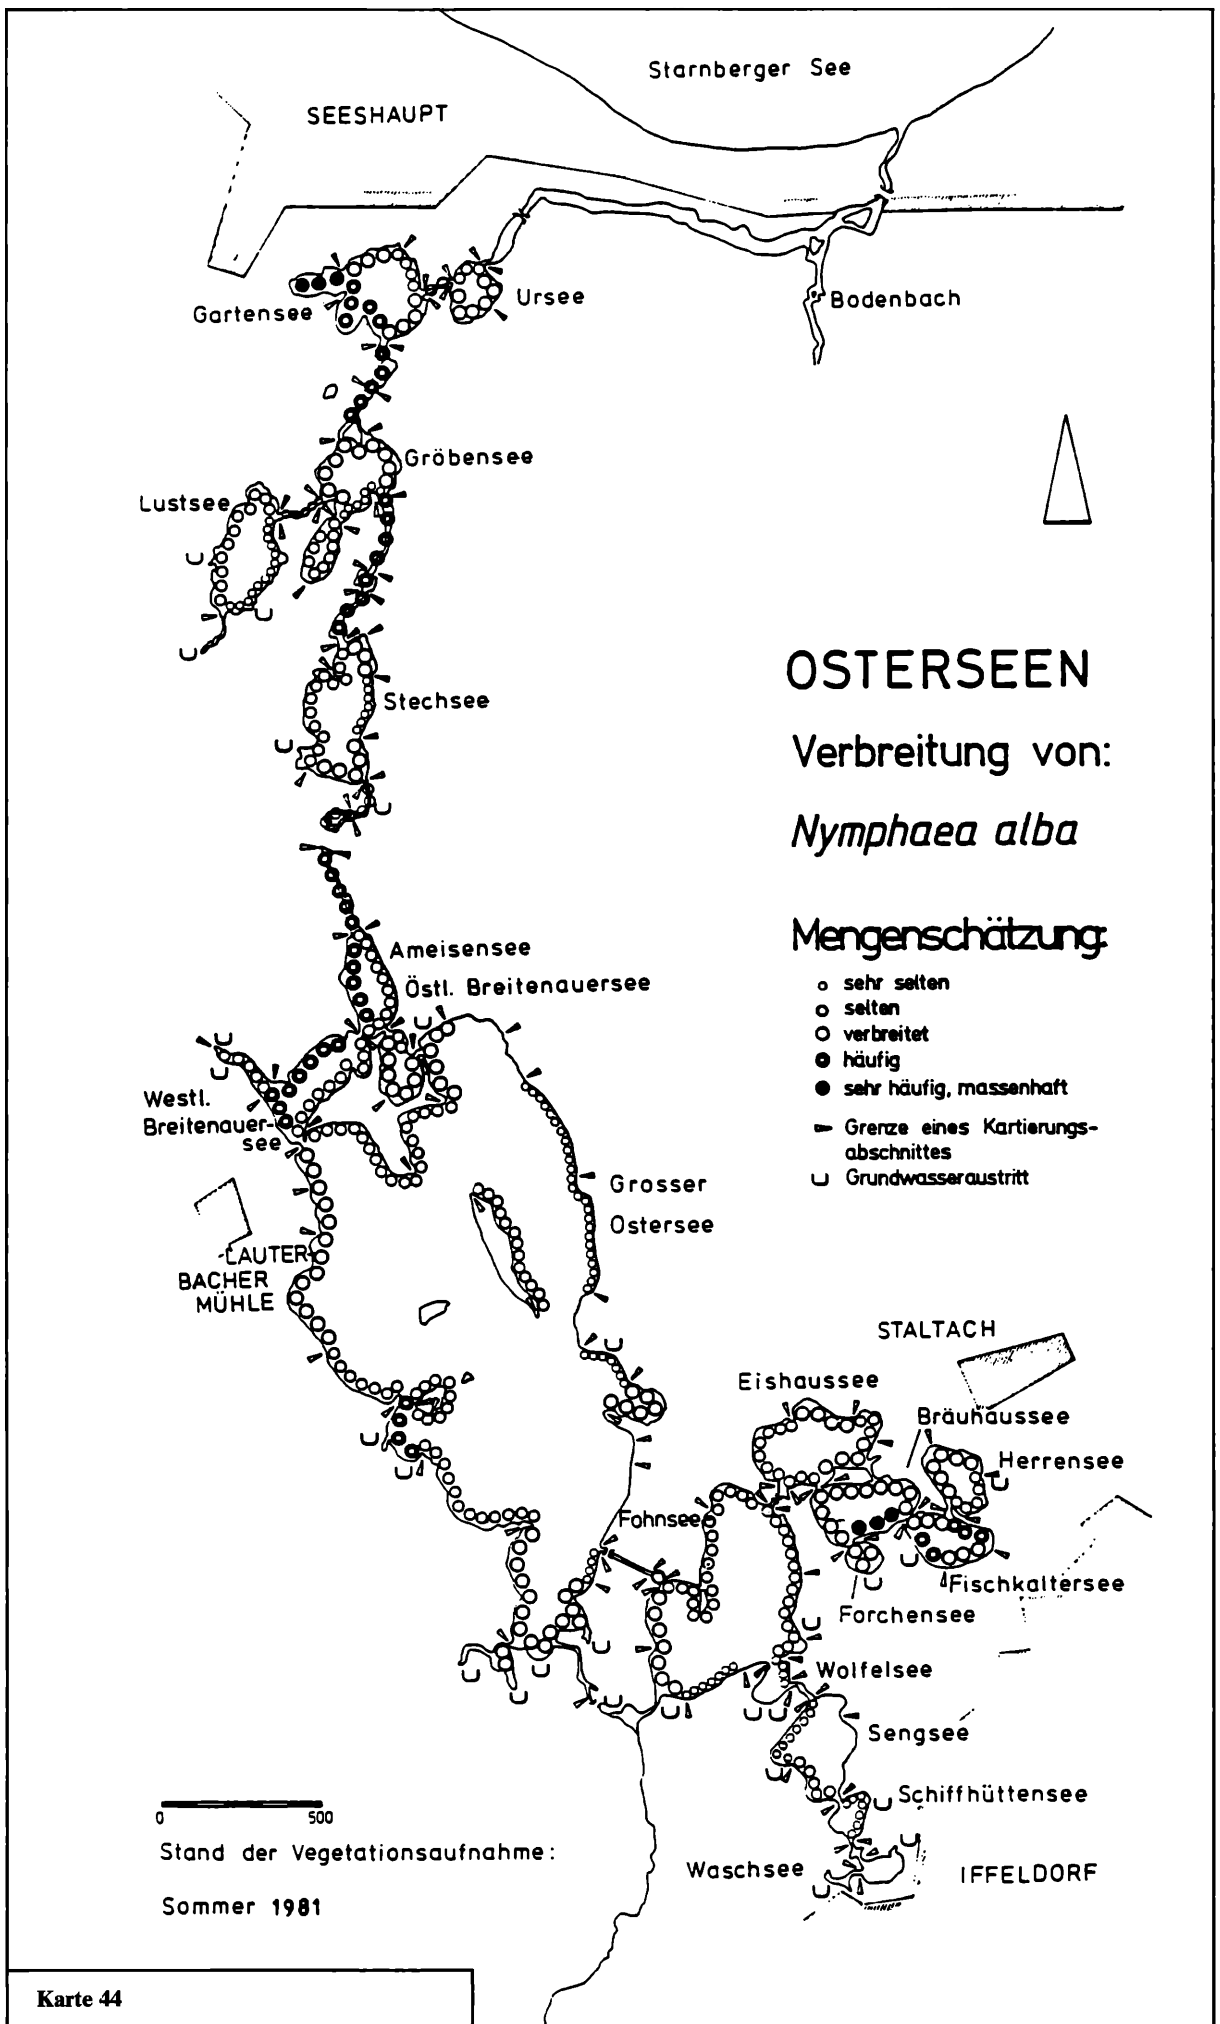 Starnberger See
SEESHAUPT
Gartensee
Ursee
Bodenbach
Gröbensee
Lustsee
OSTERSEEN
Stechsee
Verbreitung von:
Nymphaea alba
Mengenschätzung:
Ameisensee
Östl. Breitenauersee
sehr selten
selten
verbreitet
häufig
sehr häufig, massenhaft
Grenze eines Kartierungs-
abschnittes
Grundwasseraustritt
Westl.
Breitenauer-
see
Grosser
Ostersee
LAUTER-
BACHER
MÜHLE
STALTACH
Eishaussee
Bräuhaussee
Herrensee
Fohnsee
Fischkaltersee
Forchensee
Wolfelsee
Sengsee
Schiffhüttensee
Waschsee
IFFELDORF
0 500
Stand der Vegetationsaufnahme:
Sommer 1981
Karte 44